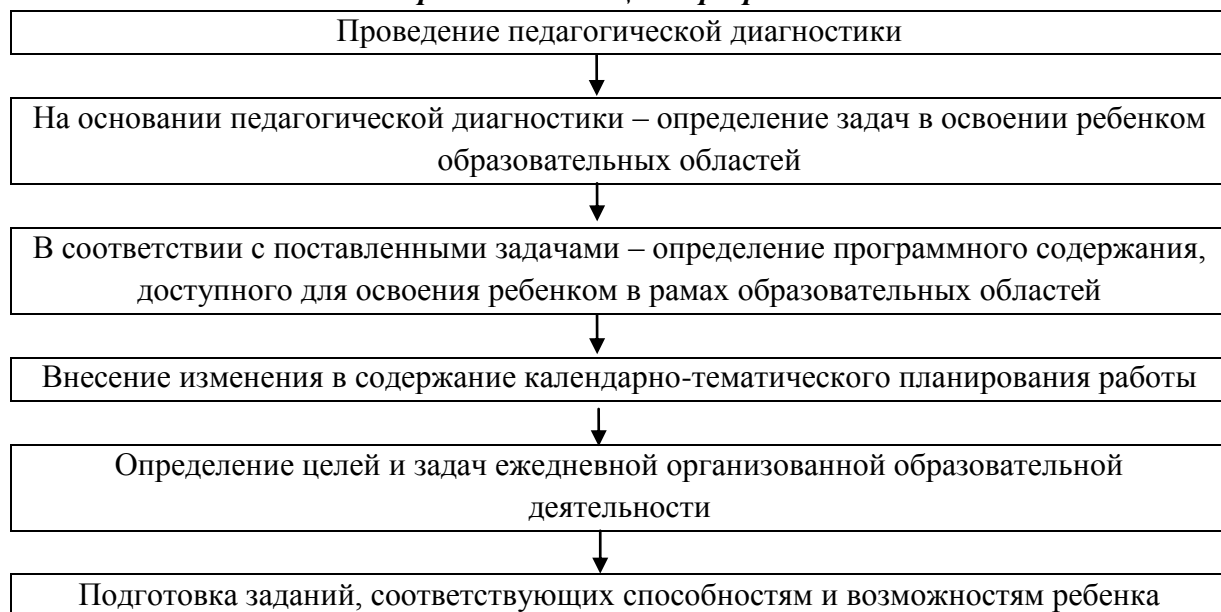 Проведение педагогической диагностики
На основании педагогической диагностики – определение задач в освоении ребенком
образовательных областей
В соответствии с поставленными задачами – определение программного содержания,
доступного для освоения ребенком в рамах образовательных областей
Внесение изменения в содержание календарно-тематического планирования работы
Определение целей и задач ежедневной организованной образовательной
деятельности
Подготовка заданий, соответствующих способностям и возможностям ребенка